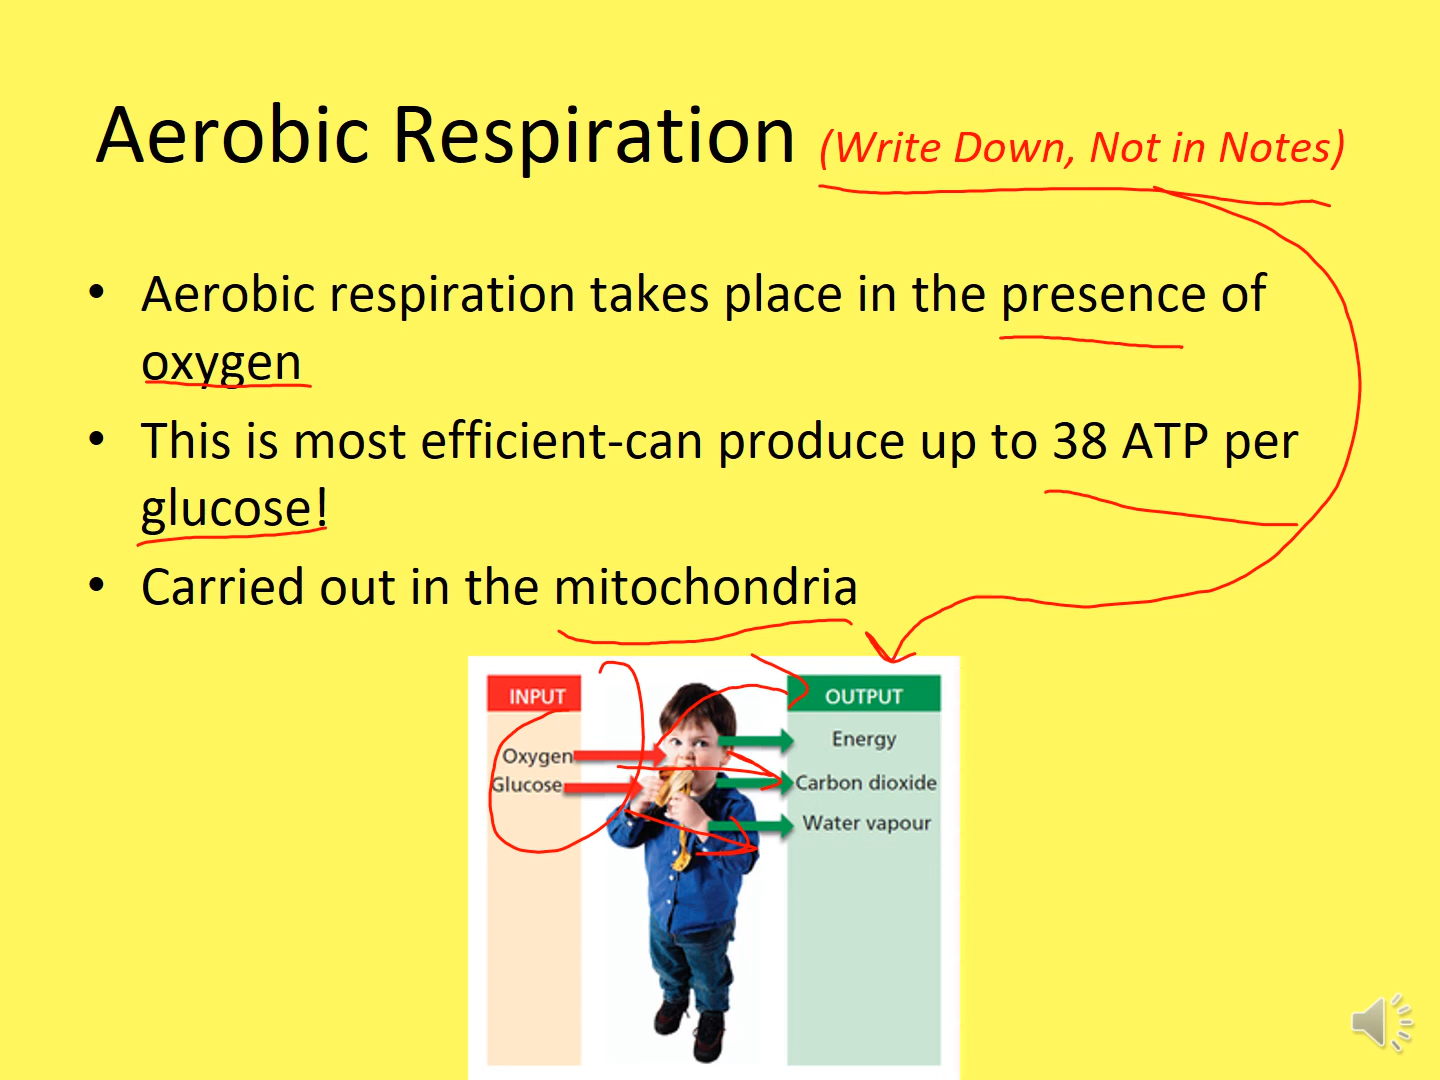 Aerobic Respiration (Write Down, Not in Notes)
• Aerobic respiration takes place in the presence of
oxygen
• This is most efficient-can produce up to 38 ATP per
glucose!
• Carried out in the mitochondria
INPUT
Oxygen
Glucose
OUTPUT
Energy
Carbon dioxide
Water vapour